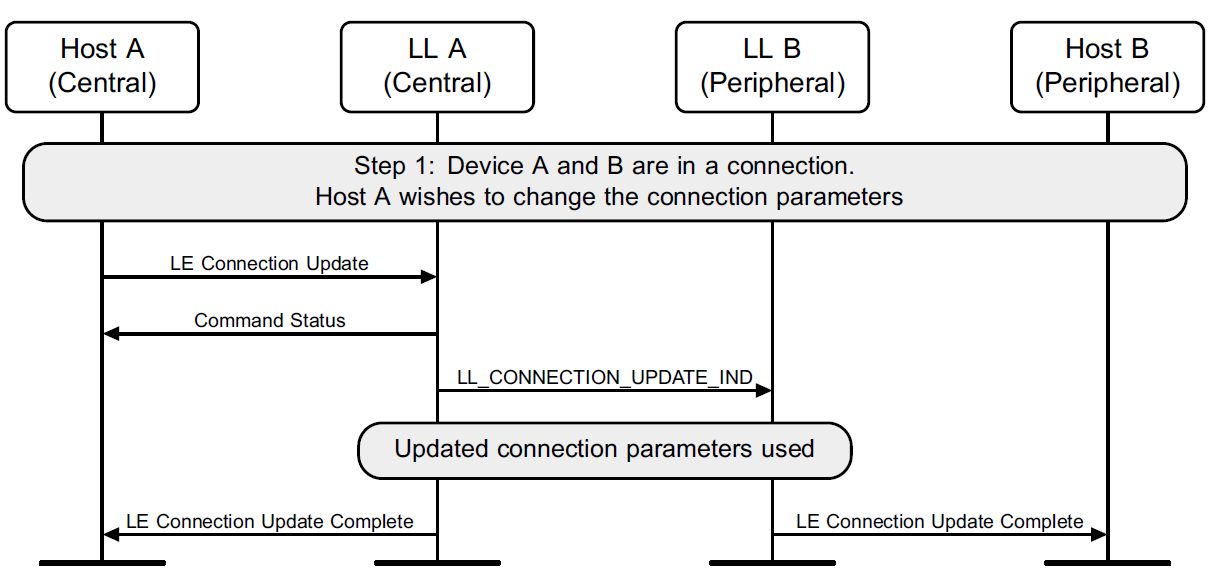 Host A
(Central)
LL A
(Central)
LL B
(Peripheral)
Host B
(Peripheral)
Step 1:  Device A and B are in a connection.
Host A wishes to change the connection parameters
LE Connection Update
Command Status
LL_CONNECTION_UPDATE_IND
Updated connection parameters used
LE Connection Update Complete
LE Connection Update Complete